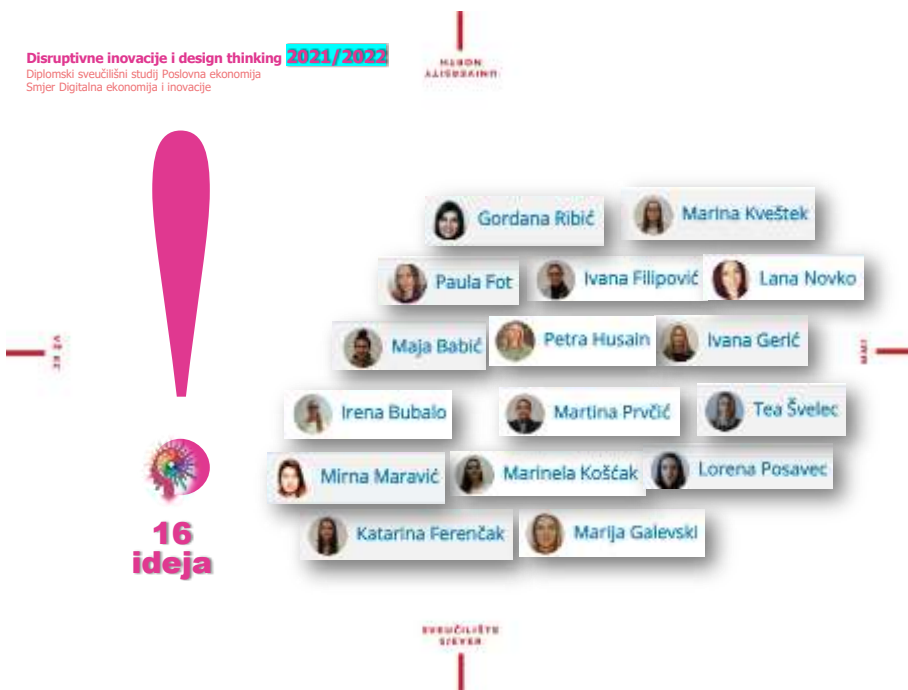 Disruptivne inovacije i design thinking 2021/2022
Diplomski sveučilišni studij Poslovna ekonomija
Smjer Digitalna ekonomija i inovacije
UNIVERSITY
NORTH
Gordana Ribić
Marina Kveštek
Paula Fot
Ivana Filipović
Lana Novko
Maja Babić
Petra Husain
Ivana Gerić
Irena Bubalo
Martina Prvčić
Tea Švelec
Mirna Maravić
Marinela Košćak
Lorena Posavec
Katarina Ferenčak
Marija Galevski
16
ideja
SVEUČILIŠTE
SJEVER